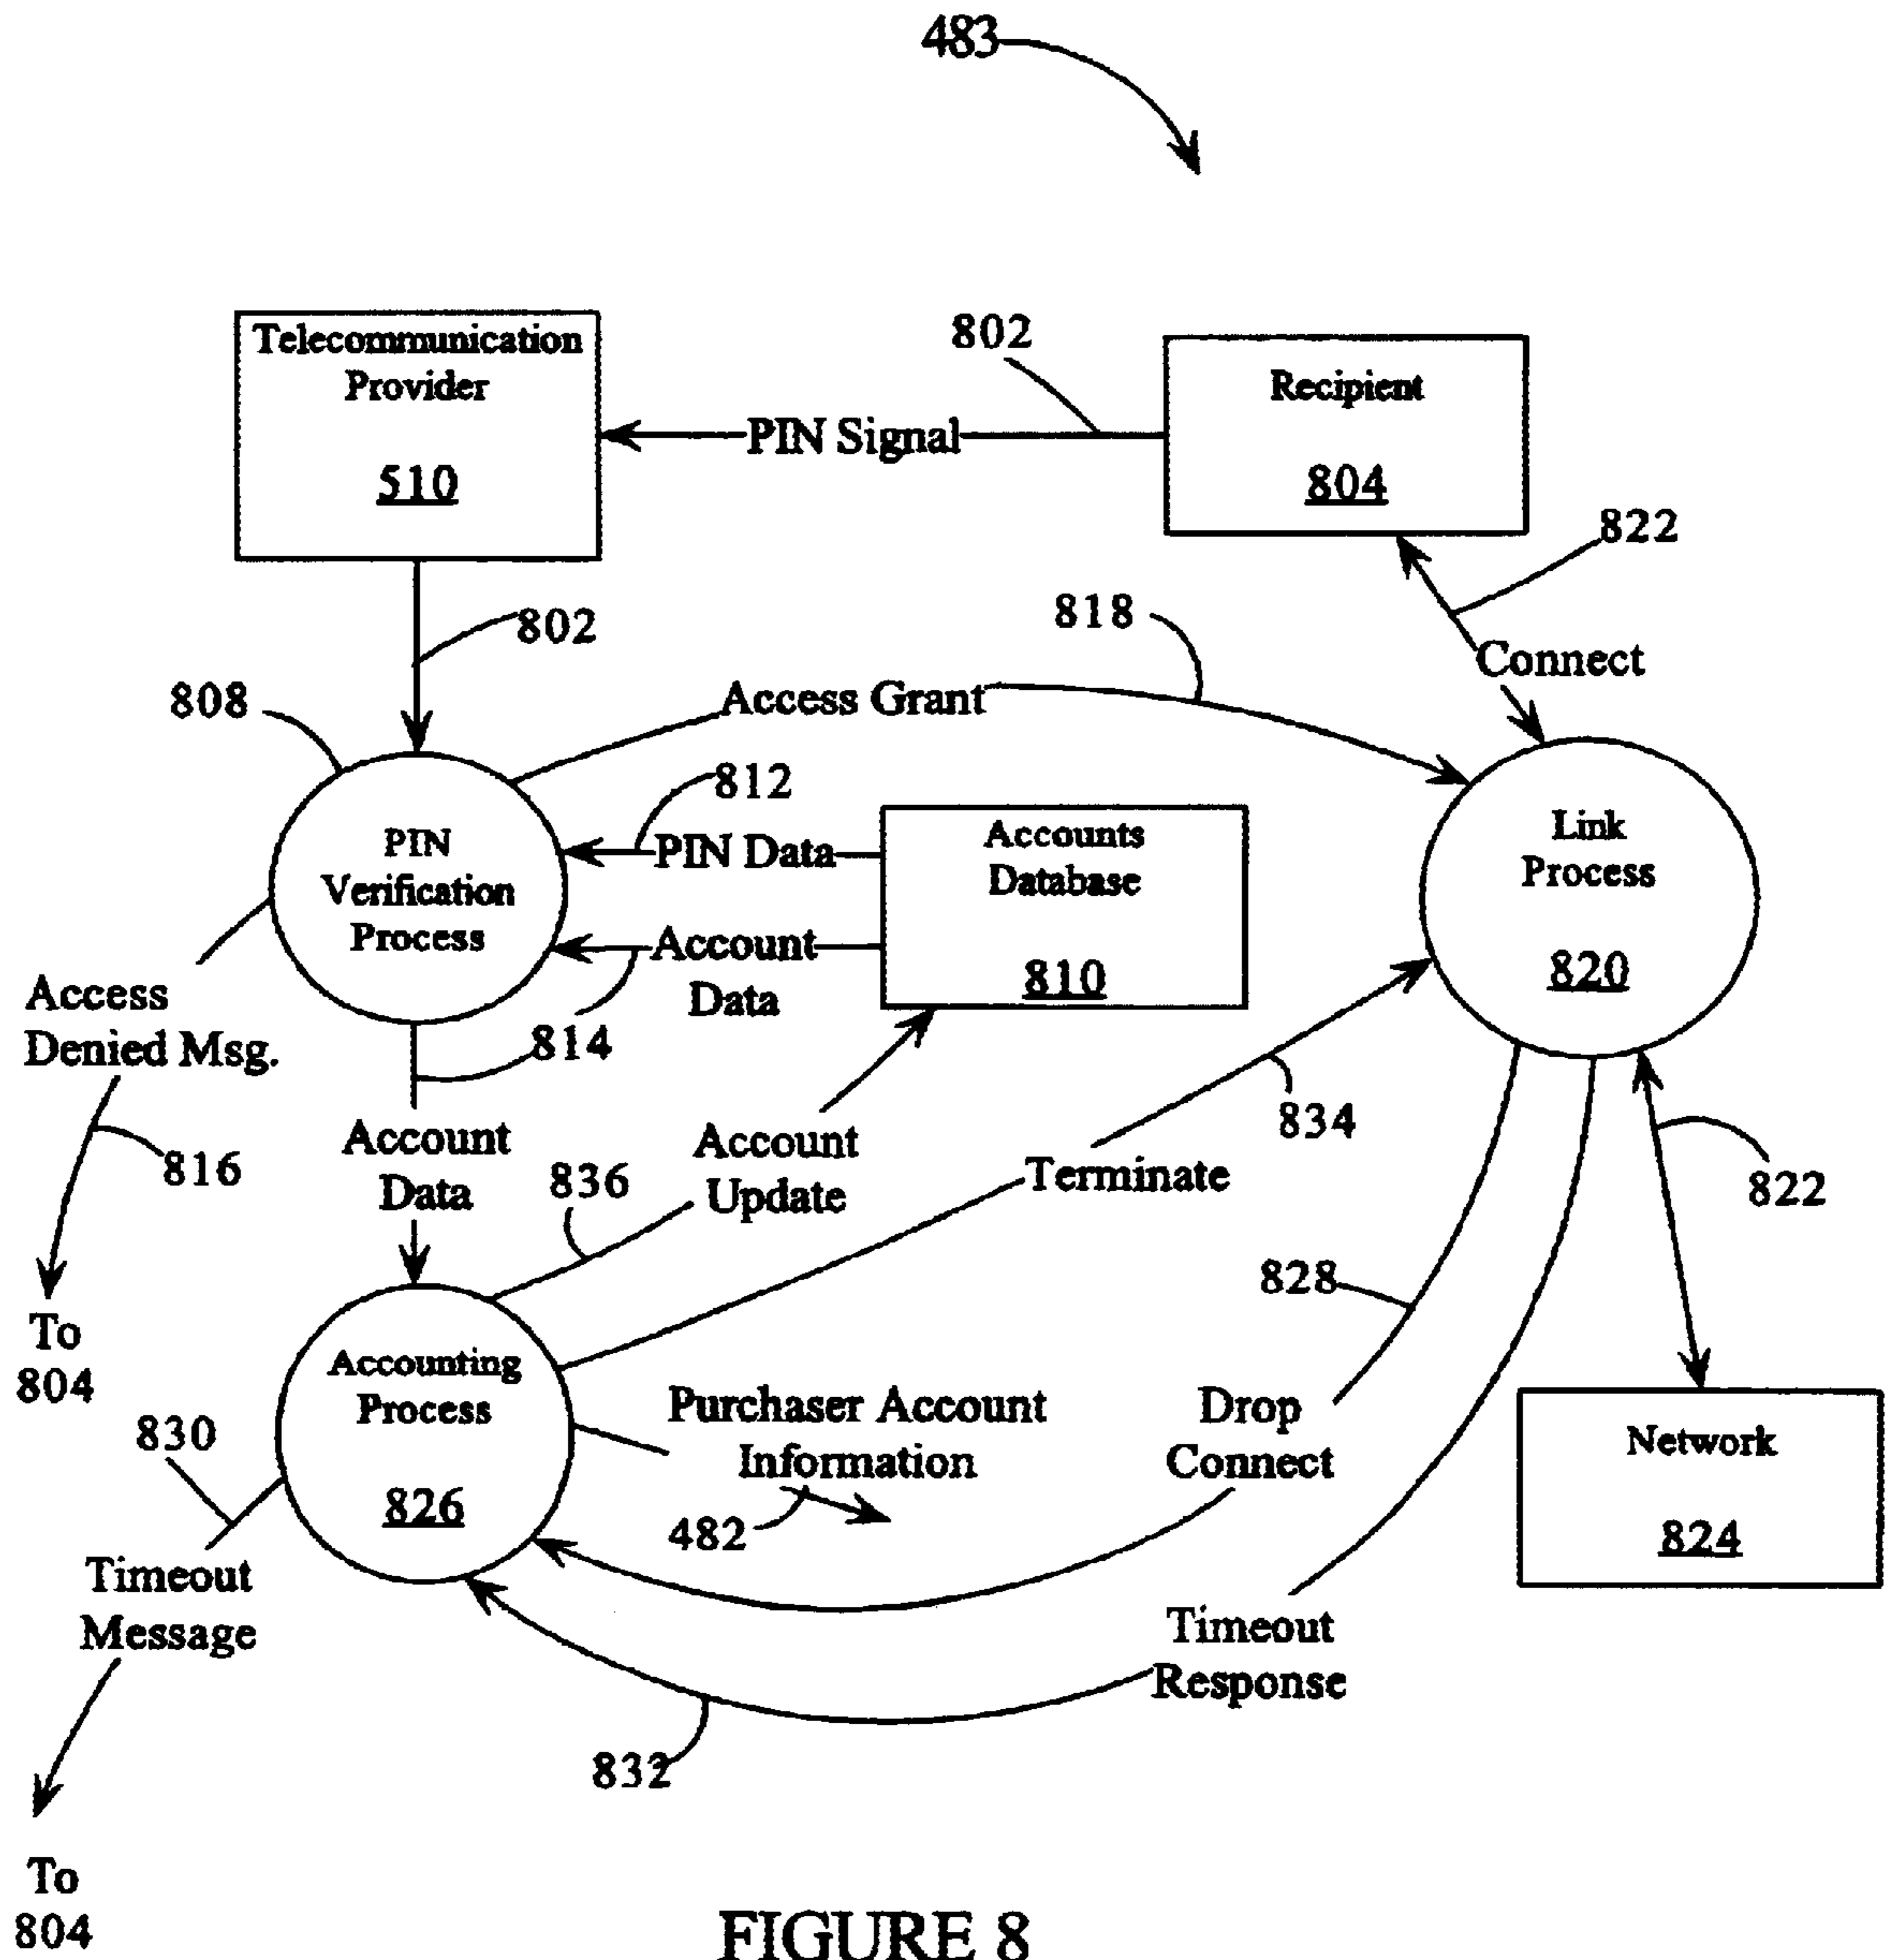 483
Telecommunication
Provider
510
802
PIN Signal
Recipient
804
822
802
818
Connect
808
Access Grant
812
PIN
Verification
Process
PIN Data
Accounts
Database
810
Link
Process
820
Account
Data
814
Access
Denied Msg.
816
To
804
Account
Data
836
Account
Update
834
Terminate
822
828
Accounting
Process
826
Purchaser Account
Information
482
Drop
Connect
Network
824
830
Timeout
Message
To
804
Timeout
Response
832
FIGURE 8